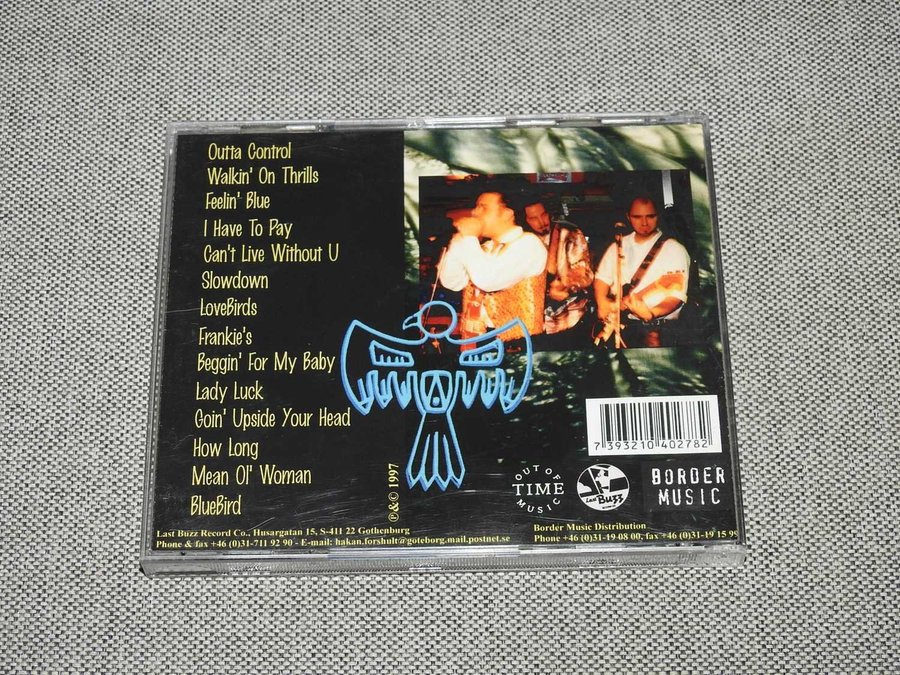 Outta Control
Walkin' On Thrills
Feelin' Blue
I Have To Pay
Can't Live Without U
Slowdown
LoveBirds
Frankie's
Beggin' For My Baby
Lady Luck
Goin' Upside Your Head
How Long
Mean Ol' Woman
BlueBird
℗&© 1997
7 393210 402782
OUT OF
TIME
MUSIC
Last Buzz
BORDER
MUSIC
Last Buzz Record Co., Husargatan 15, S-411 22 Gothenburg
Phone & fax +46 (0)31-711 92 90 - E-mail: hakan.forshult@goteborg.mail.postnet.se
Border Music Distribution
Phone +46 (0)31-19 08 00, fax +46 (0)31-19 15 99